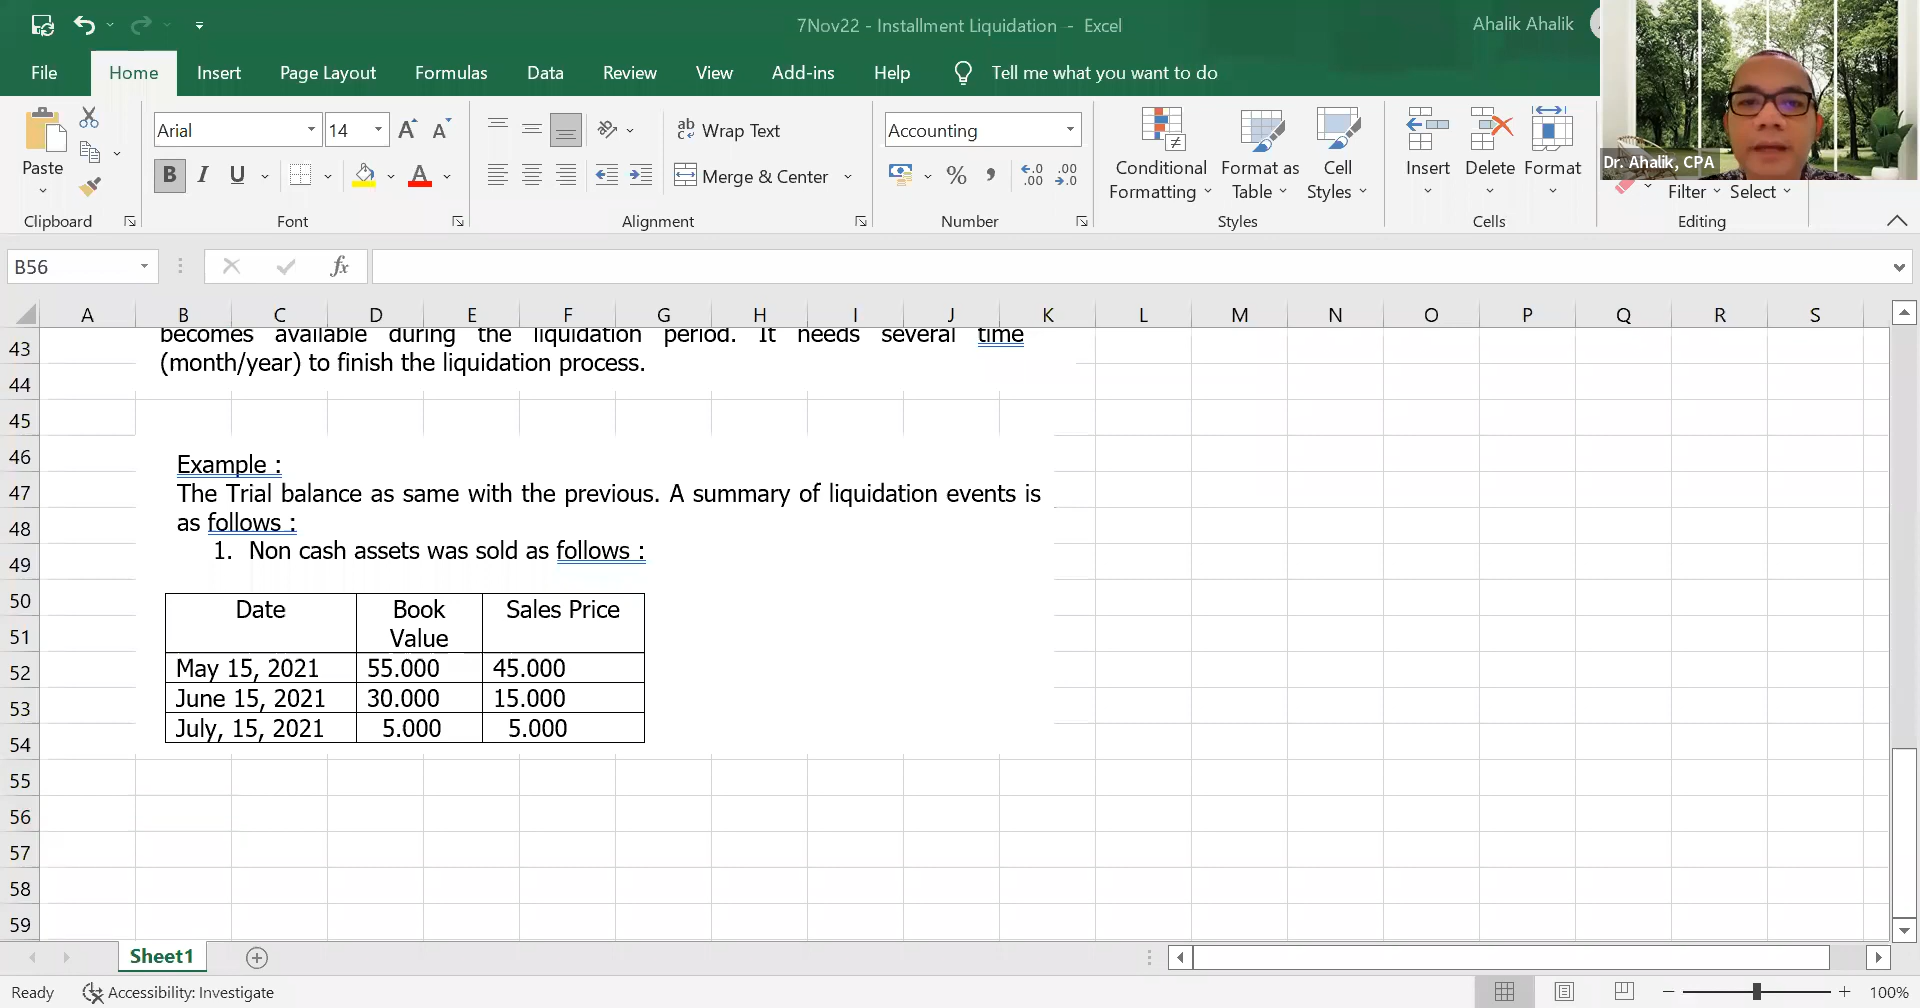 7Nov22 - Installment Liquidation - Excel
Ahalik Ahalik
File Home Insert Page Layout Formulas Data Review View Add-ins Help Tell me what you want to do
Dr. Ahalik, CPA
Paste
Clipboard
Arial 14
B I U A
Font
ab Wrap Text
Merge & Center
Alignment
Accounting
% , .0 .00
Number
Conditional Formatting
Format as Table
Cell Styles
Styles
Insert Delete Format
Cells
Filter Select
Editing
B56 fx
A B C D E F G H I J K L M N O P Q R S
43
44
45
46
47
48
49
50
51
52
53
54
55
56
57
58
59
becomes available during the liquidation period. It needs several time
(month/year) to finish the liquidation process.
Example :
The Trial balance as same with the previous. A summary of liquidation events is
as follows :
1. Non cash assets was sold as follows :
Date Book Value Sales Price
May 15, 2021 55.000 45.000
June 15, 2021 30.000 15.000
July, 15, 2021 5.000 5.000
Sheet1
Ready Accessibility: Investigate 100%